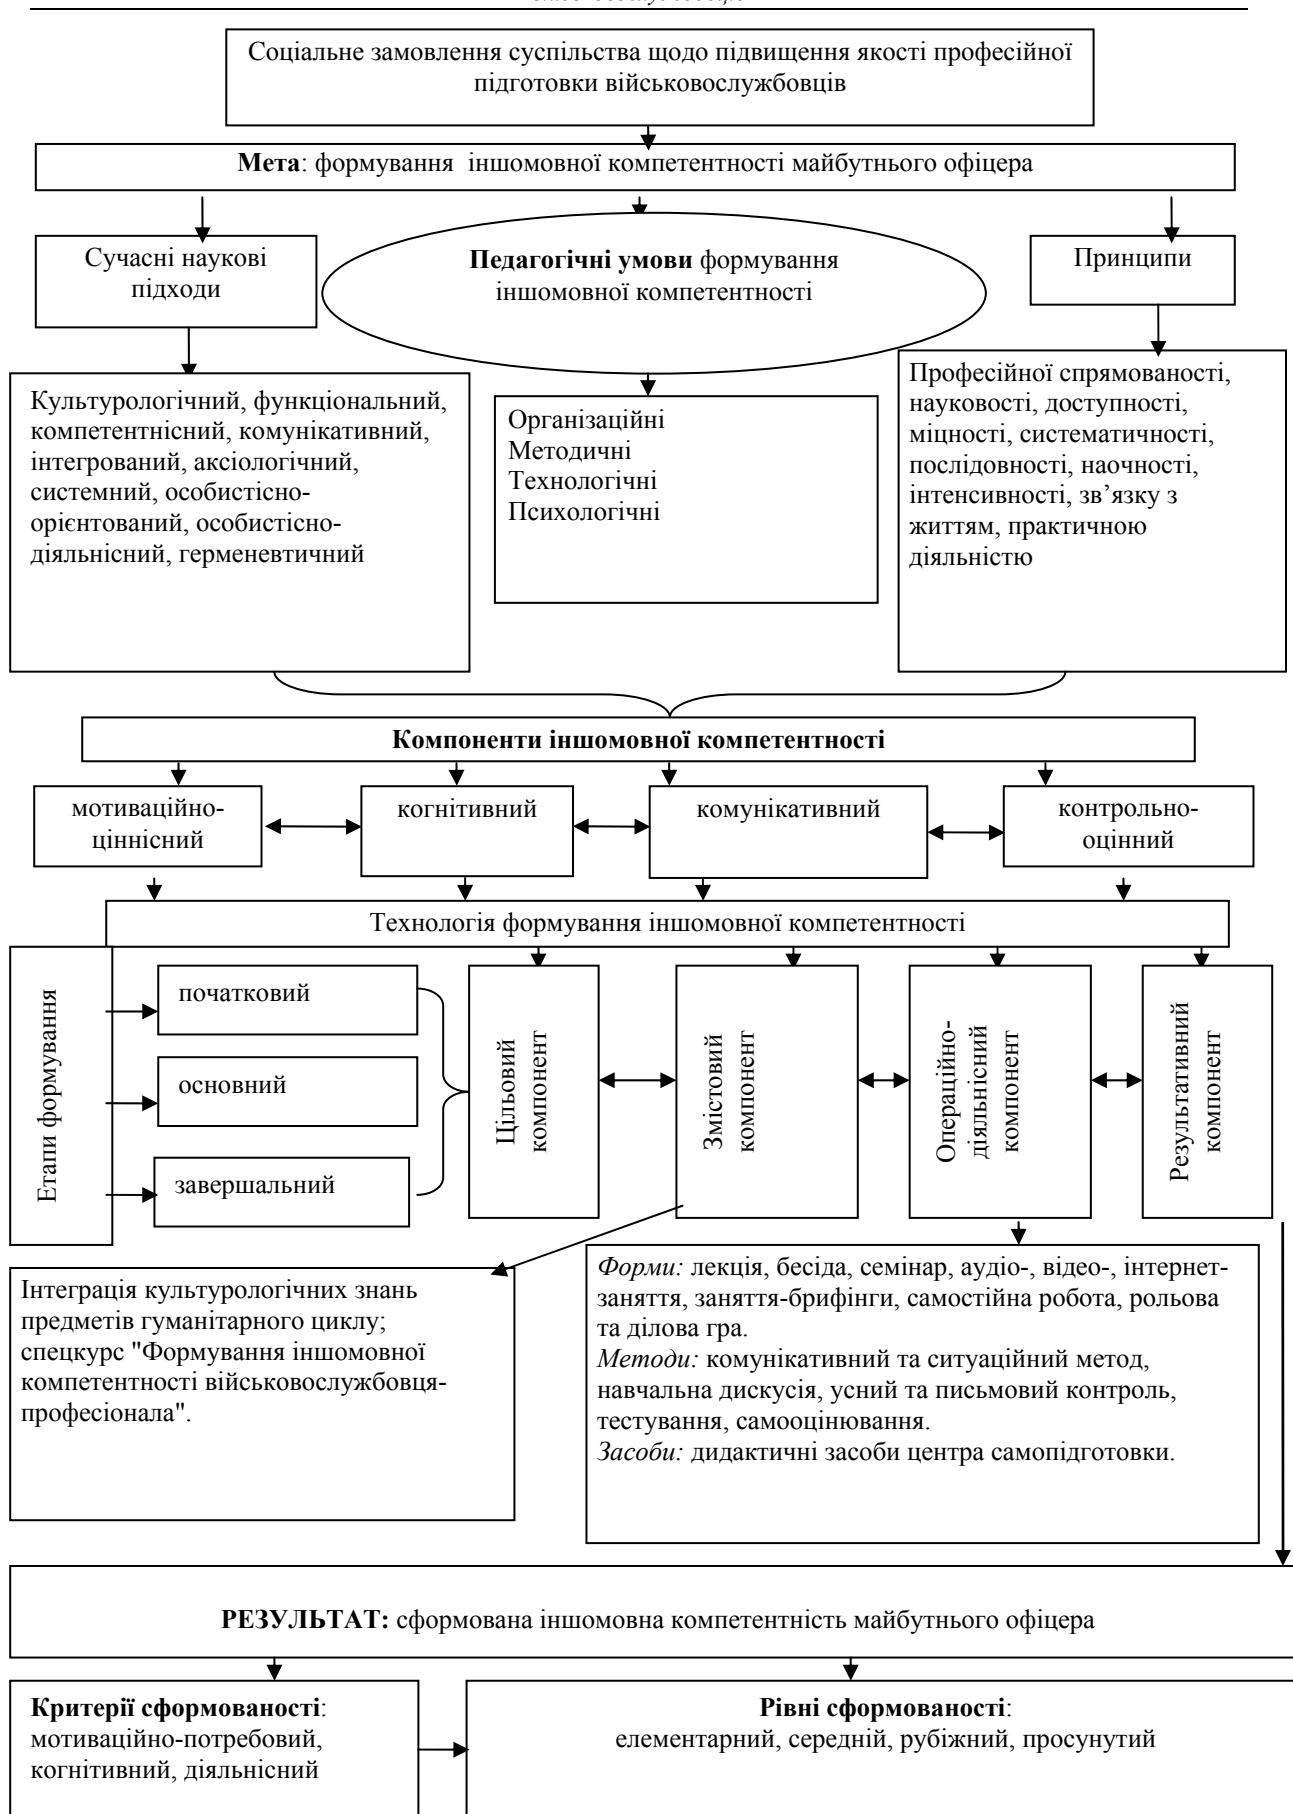 Соціальне замовлення суспільства щодо підвищення якості професійної
підготовки військовослужбовців
Мета: формування іншомовної компетентності майбутнього офіцера
Сучасні наукові
підходи
Педагогічні умови формування
іншомовної компетентності
Принципи
Культурологічний, функціональний,
компетентнісний, комунікативний,
інтегрований, аксіологічний,
системний, особистісно-
орієнтований, особистісно-
діяльнісний, герменевтичний
Організаційні
Методичні
Технологічні
Психологічні
Професійної спрямованості,
науковості, доступності,
міцності, систематичності,
послідовності, наочності,
інтенсивності, зв’язку з
життям, практичною
діяльністю
Компоненти іншомовної компетентності
мотиваційно-
ціннісний
когнітивний
комунікативний
контрольно-
оцінний
Технологія формування іншомовної компетентності
Етапи формування
початковий
основний
завершальний
Цільовий
компонент
Змістовий
компонент
Операційно-
діяльнісний
компонент
Результативний
компонент
Інтеграція культурологічних знань
предметів гуманітарного циклу;
спецкурс "Формування іншомовної
компетентності військовослужбовця-
професіонала".
Форми: лекція, бесіда, семінар, аудіо-, відео-, інтернет-
заняття, заняття-брифінги, самостійна робота, рольова
та ділова гра.
Методи: комунікативний та ситуаційний метод,
навчальна дискусія, усний та письмовий контроль,
тестування, самооцінювання.
Засоби: дидактичні засоби центра самопідготовки.
РЕЗУЛЬТАТ: сформована іншомовна компетентність майбутнього офіцера
Критерії сформованості:
мотиваційно-потребовий,
когнітивний, діяльнісний
Рівні сформованості:
елементарний, середній, рубіжний, просунутий